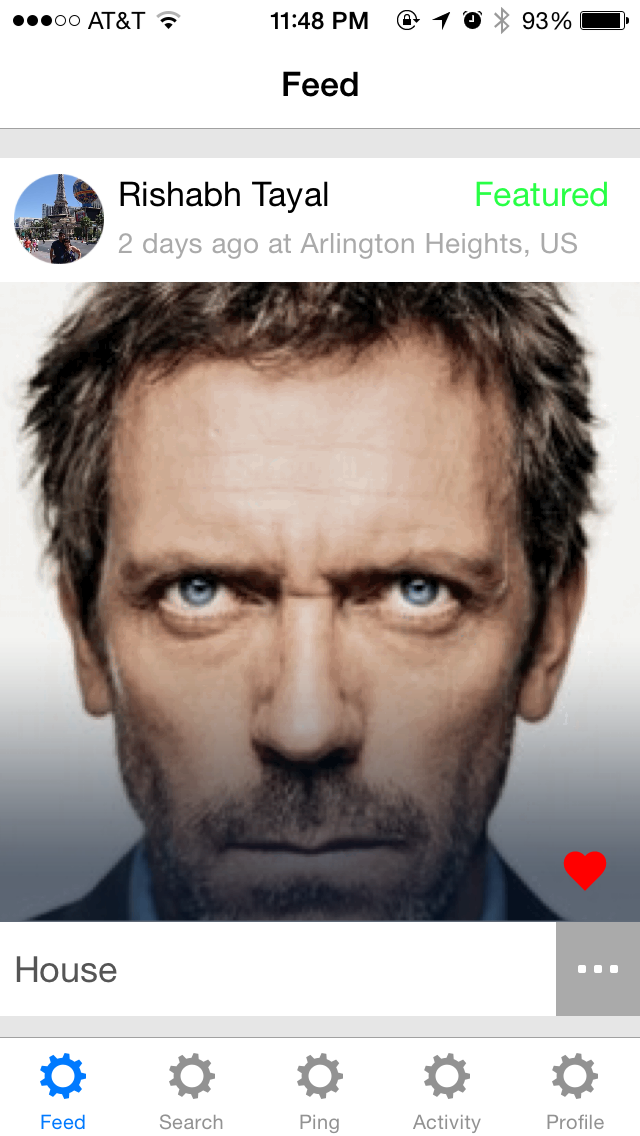 AT&T 11:48 PM 93%
Feed
Rishabh Tayal Featured
2 days ago at Arlington Heights, US
House
Feed Search Ping Activity Profile